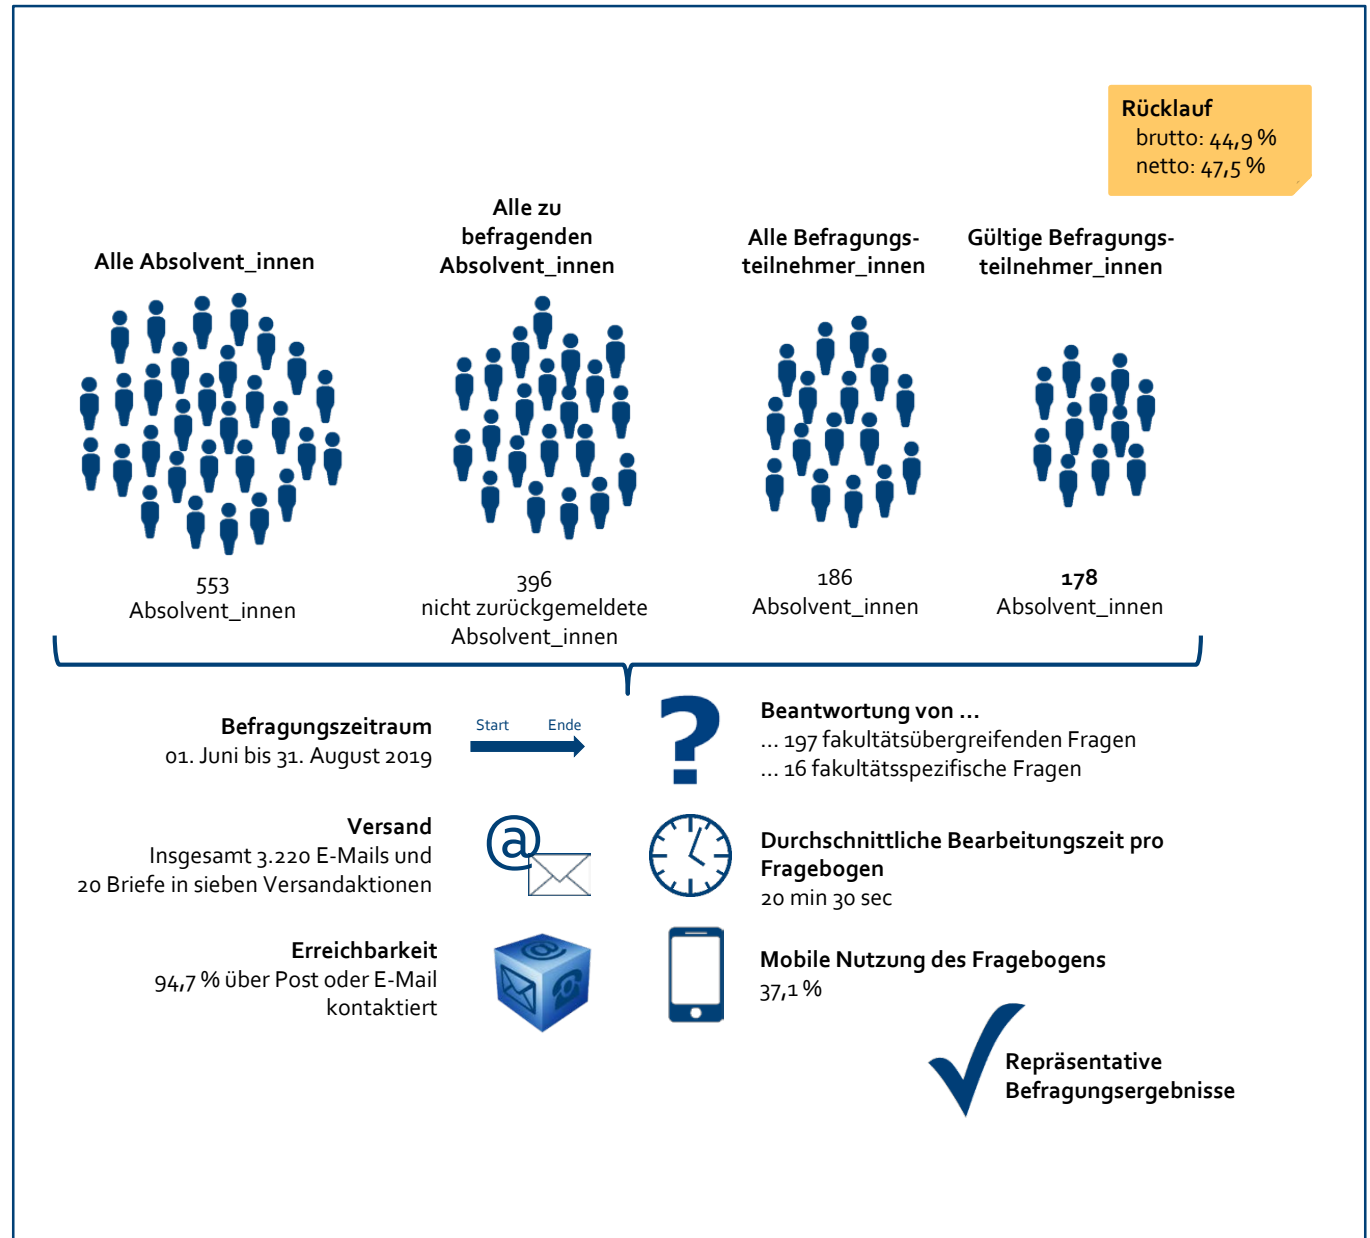 Rücklauf
brutto: 44,9 %
netto: 47,5 %
Alle Absolvent_innen
Alle zu
befragenden
Absolvent_innen
Alle Befragungs-
teilnehmer_innen
Gültige Befragungs-
teilnehmer_innen
553
Absolvent_innen
396
nicht zurückgemeldete
Absolvent_innen
186
Absolvent_innen
178
Absolvent_innen
Befragungszeitraum
01. Juni bis 31. August 2019
Start Ende
?
Beantwortung von ...
... 197 fakultätsübergreifenden Fragen
... 16 fakultätsspezifische Fragen
Versand
Insgesamt 3.220 E-Mails und
20 Briefe in sieben Versandaktionen
@
Durchschnittliche Bearbeitungszeit pro
Fragebogen
20 min 30 sec
Erreichbarkeit
94,7 % über Post oder E-Mail
kontaktiert
@
Mobile Nutzung des Fragebogens
37,1 %
Repräsentative
Befragungsergebnisse